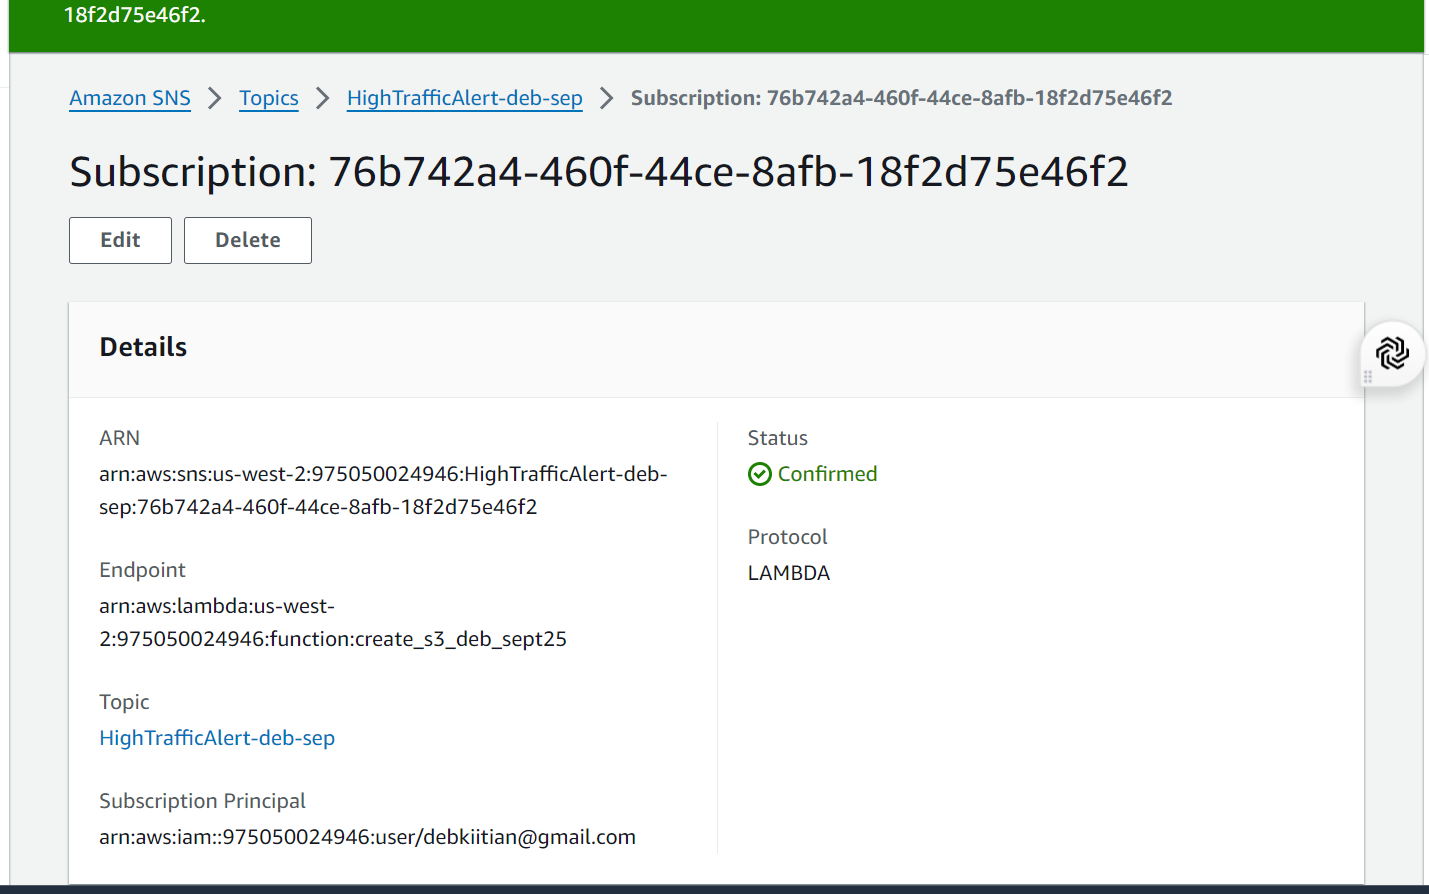 18f2d75e46f2.
Amazon SNS > Topics > HighTrafficAlert-deb-sep > Subscription: 76b742a4-460f-44ce-8afb-18f2d75e46f2
Subscription: 76b742a4-460f-44ce-8afb-18f2d75e46f2
Edit Delete
Details
ARN
arn:aws:sns:us-west-2:975050024946:HighTrafficAlert-deb-
sep:76b742a4-460f-44ce-8afb-18f2d75e46f2
Endpoint
arn:aws:lambda:us-west-
2:975050024946:function:create_s3_deb_sept25
Topic
HighTrafficAlert-deb-sep
Subscription Principal
arn:aws:iam::975050024946:user/debkiitian@gmail.com
Status
Confirmed
Protocol
LAMBDA